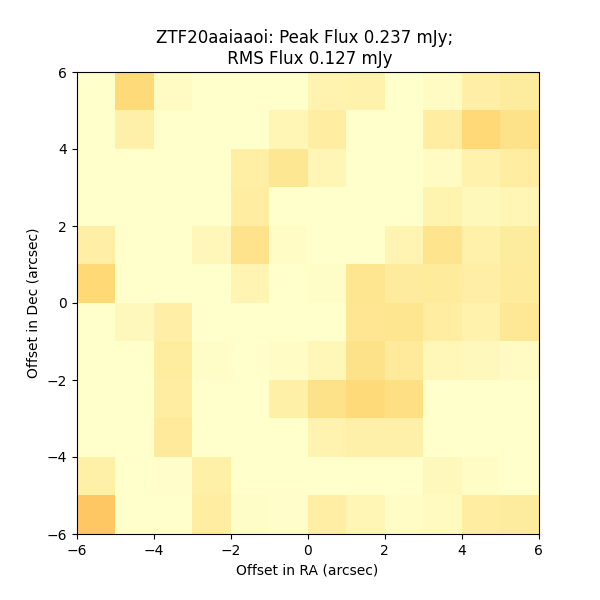 ZTF20aaiaaoi: Peak Flux 0.237 mJy;
RMS Flux 0.127 mJy
6
4
2
0
−2
−4
−6
Offset in Dec (arcsec)
−6 −4 −2 0 2 4 6
Offset in RA (arcsec)